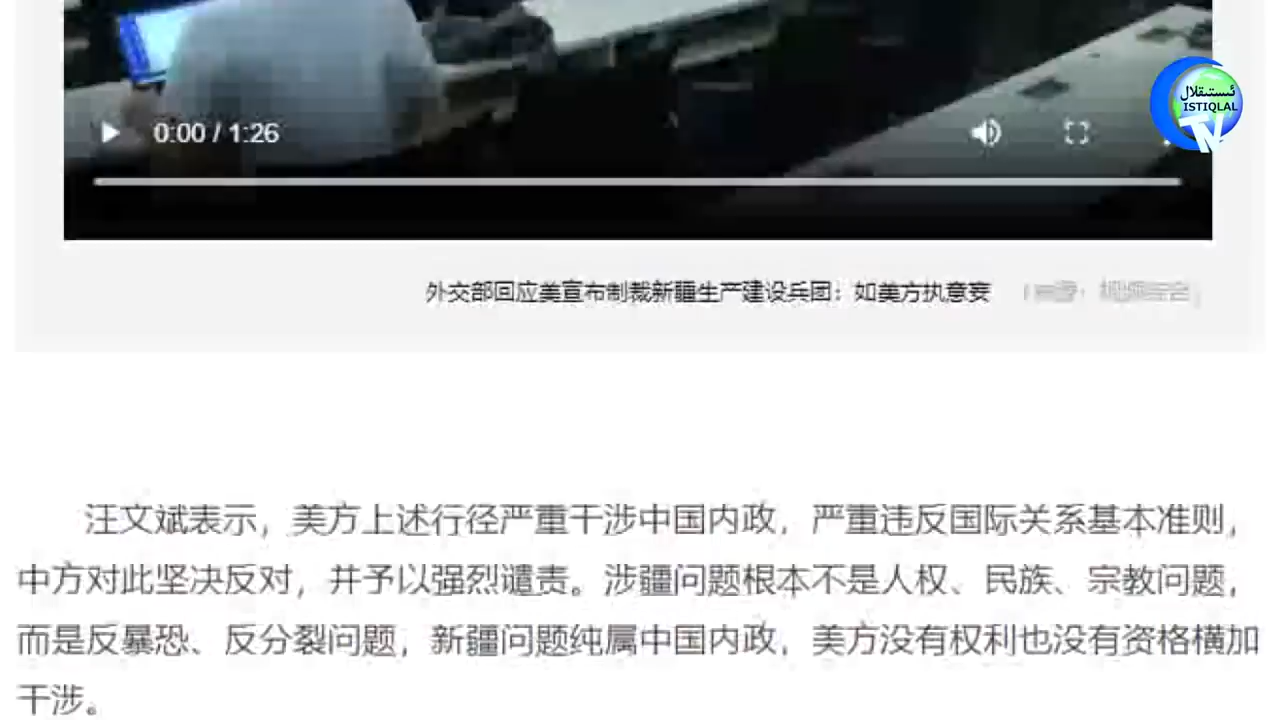 ئىستىقلال
ISTIQLAL
TV
0:00 / 1:26
外交部回应美宣布制裁新疆生产建设兵团：如美方执意妄
汪文斌表示，美方上述行径严重干涉中国内政，严重违反国际关系基本准则，
中方对此坚决反对，并予以强烈谴责。涉疆问题根本不是人权、民族、宗教问题，
而是反暴恐、反分裂问题，新疆问题纯属中国内政，美方没有权利也没有资格横加
干涉。